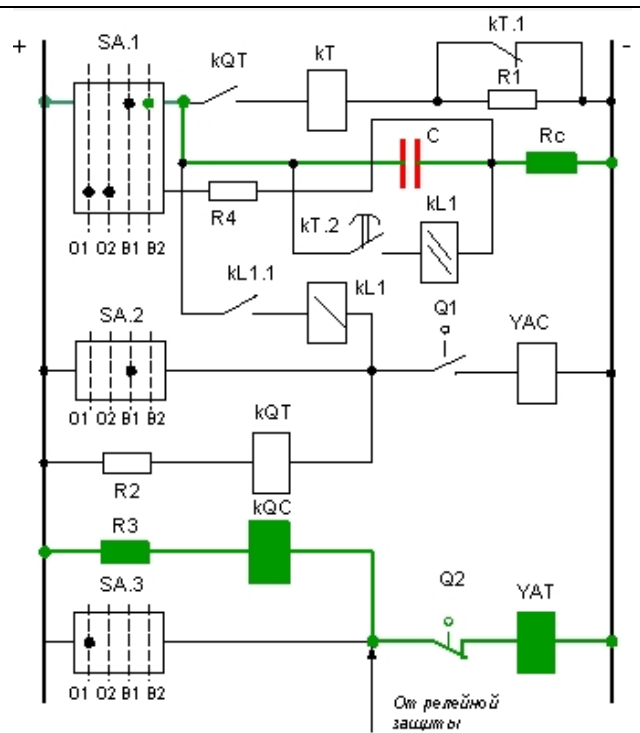 +
SA.1
kQT
kT
kT.1
-
R1
C
Rc
R4
kT.2
kL1
O1 O2 B1 B2
kL1.1
kL1
SA.2
Q1
YAC
O1 O2 B1 B2
kQT
R2
kQC
R3
SA.3
Q2
YAT
O1 O2 B1 B2
От релейной
защиты